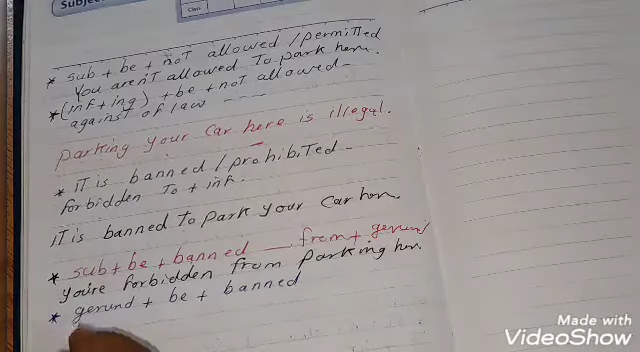 Subject
Class
* sub + be + not allowed / permitted
You aren't allowed To park here.
* (inf + ing) + be + not allowed -
against of law ----
parking your car here is illegal.
* IT is banned / prohibited -
forbidden To + inf.
IT is banned To park your car here.
* sub + be + banned — from + gerund
you're forbidden from parking here
* gerund + be + banned
Made with
VideoShow